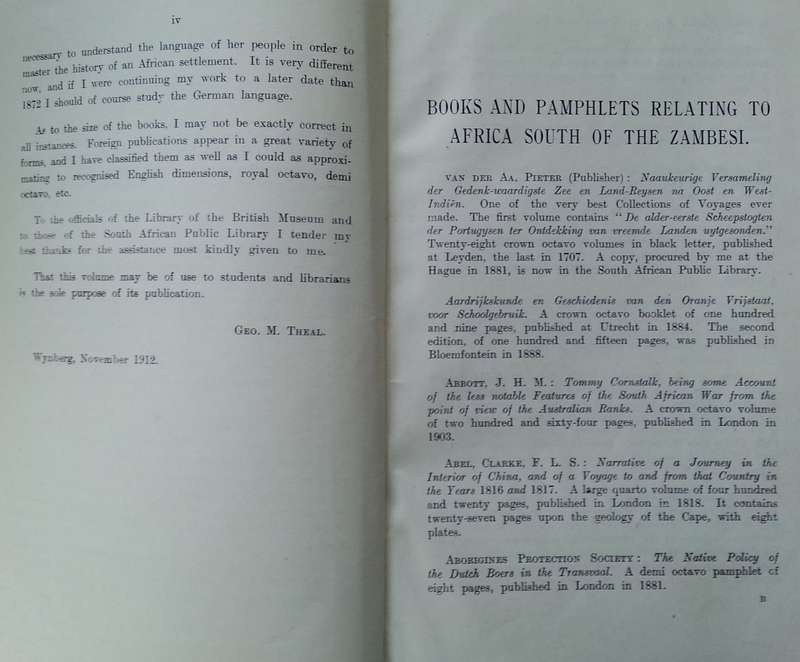 iv
necessary to understand the language of her people in order to
master the history of an African settlement. It is very different
now, and if I were continuing my work to a later date than
1872 I should of course study the German language.
As to the size of the books, I may not be exactly correct in
all instances. Foreign publications appear in a great variety of
forms, and I have classified them as well as I could as approxi-
mating to recognised English dimensions, royal octavo, demi
octavo, etc.
To the officials of the Library of the British Museum and
to those of the South African Public Library I tender my
best thanks for the assistance most kindly given to me.
That this volume may be of use to students and librarians
is the sole purpose of its publication.
GEO. M. THEAL.
Wynberg, November 1912.
BOOKS AND PAMPHLETS RELATING TO
AFRICA SOUTH OF THE ZAMBESI.
VAN DER AA, PIETER (Publisher): Naaukeurige Versameling
der Gedenk-waardigste Zee en Land-Reysen na Oost en West-
Indiën. One of the very best Collections of Voyages ever
made. The first volume contains "De alder-eerste Scheepstogten
der Portugysen ter Ontdekking van vreemde Landen uytgesonden."
Twenty-eight crown octavo volumes in black letter, published
at Leyden, the last in 1707. A copy, procured by me at the
Hague in 1881, is now in the South African Public Library.
Aardrijkskunde en Geschiedenis van den Oranje Vrijstaat,
voor Schoolgebruik. A crown octavo booklet of one hundred
and nine pages, published at Utrecht in 1884. The second
edition, of one hundred and fifteen pages, was published in
Bloemfontein in 1888.
ABBOTT, J. H. M.: Tommy Cornstalk, being some Account
of the less notable Features of the South African War from the
point of view of the Australian Ranks. A crown octavo volume
of two hundred and sixty-four pages, published in London in
1903.
ABEL, CLARKE, F. L. S.: Narrative of a Journey in the
Interior of China, and of a Voyage to and from that Country in
the Years 1816 and 1817. A large quarto volume of four hundred
and twenty pages, published in London in 1818. It contains
twenty-seven pages upon the geology of the Cape, with eight
plates.
ABORIGINES PROTECTION SOCIETY: The Native Policy of
the Dutch Boers in the Transvaal. A demi octavo pamphlet of
eight pages, published in London in 1881.
B